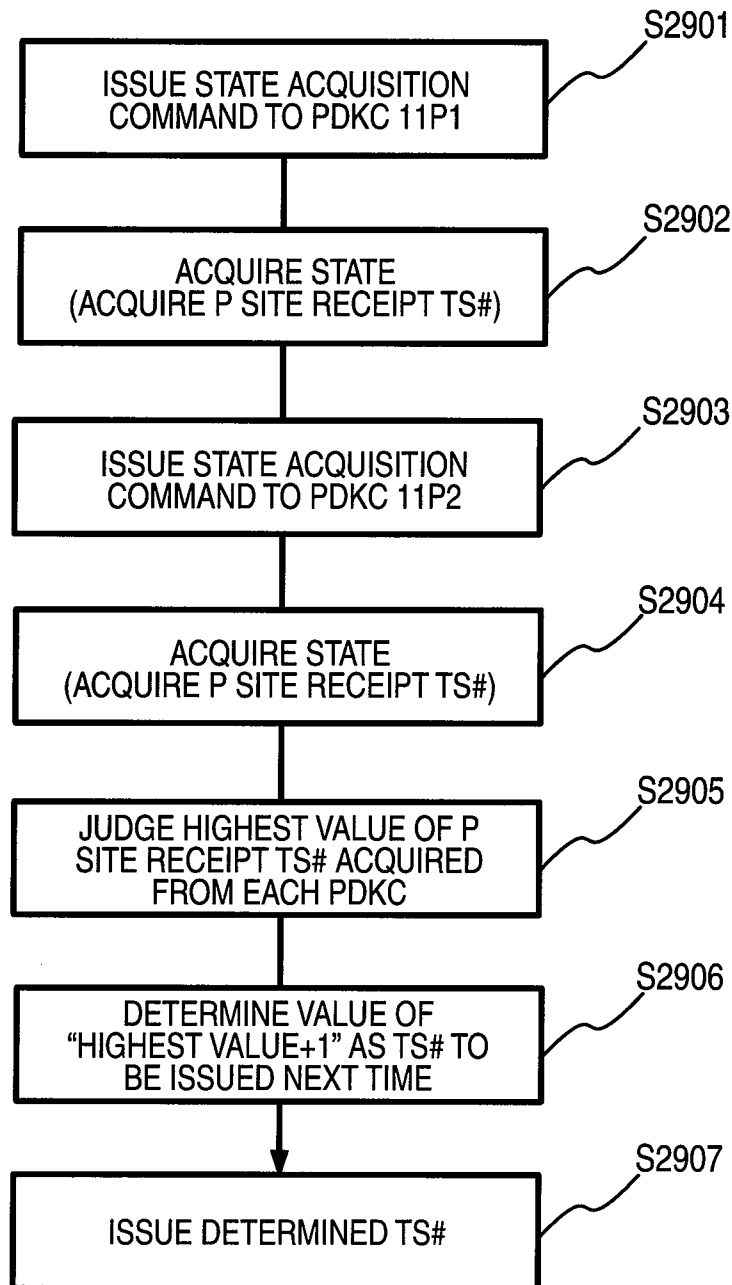 S2901
ISSUE STATE ACQUISITION
COMMAND TO PDKC 11P1
S2902
ACQUIRE STATE
(ACQUIRE P SITE RECEIPT TS#)
S2903
ISSUE STATE ACQUISITION
COMMAND TO PDKC 11P2
S2904
ACQUIRE STATE
(ACQUIRE P SITE RECEIPT TS#)
S2905
JUDGE HIGHEST VALUE OF P
SITE RECEIPT TS# ACQUIRED
FROM EACH PDKC
S2906
DETERMINE VALUE OF
“HIGHEST VALUE+1” AS TS# TO
BE ISSUED NEXT TIME
S2907
ISSUE DETERMINED TS#